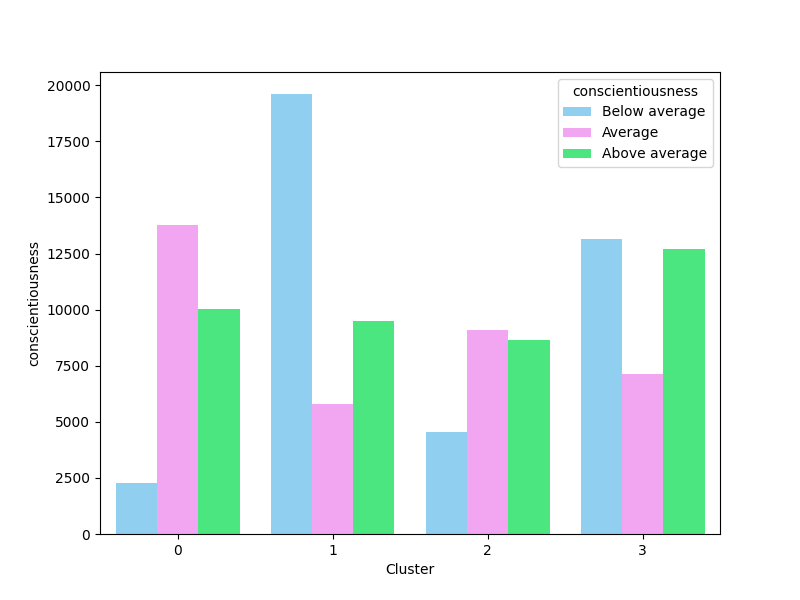 conscientiousness
Below average
Average
Above average
20000
17500
15000
12500
10000
7500
5000
2500
0
conscientiousness
0 1 2 3
Cluster